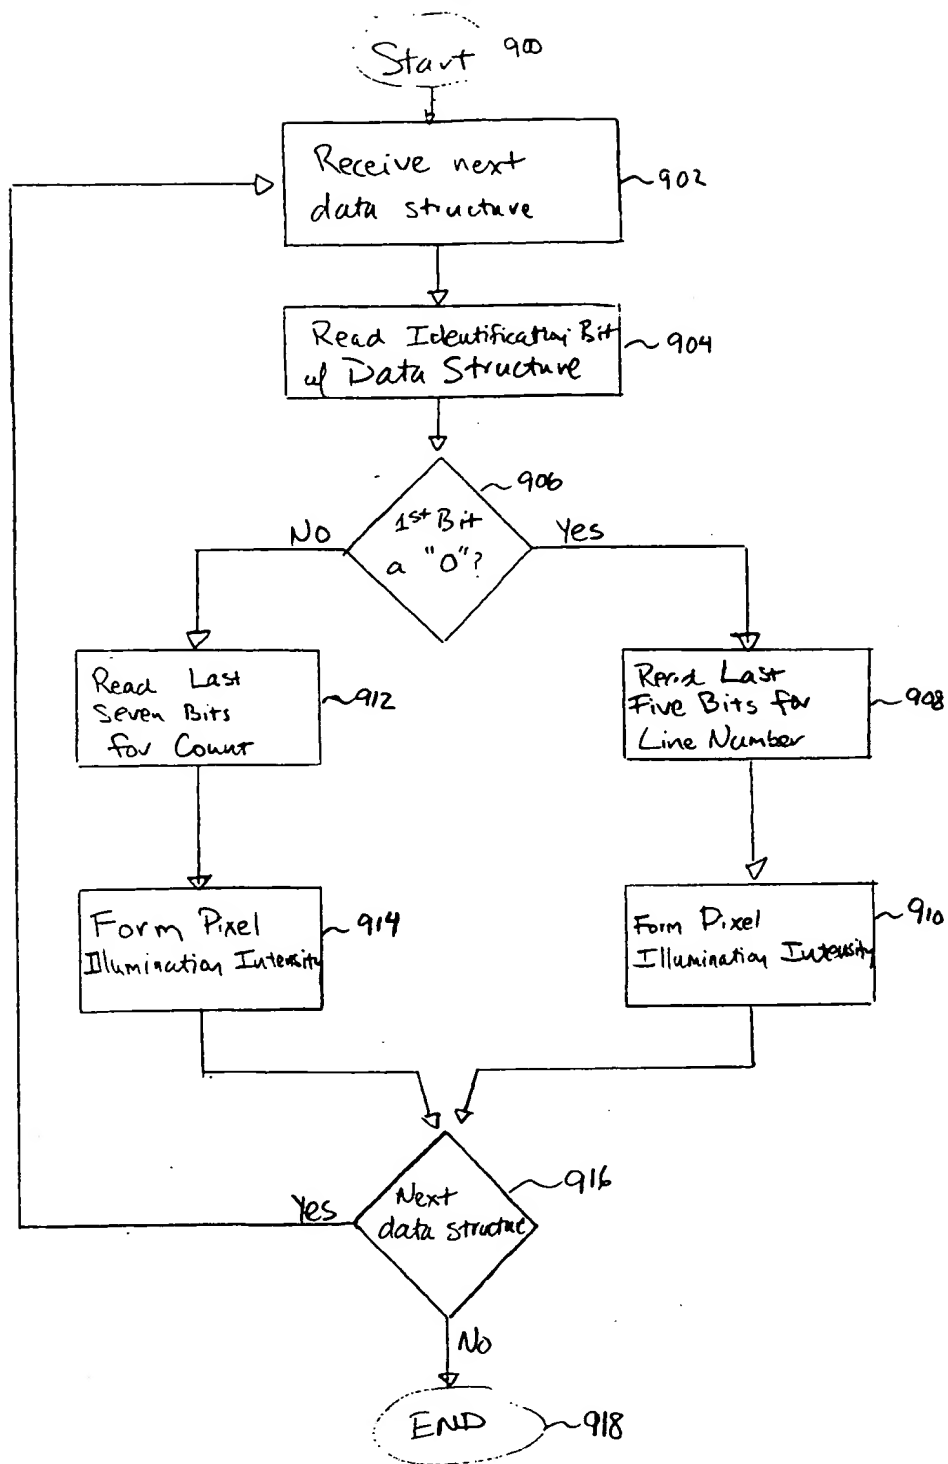 Start 900
Receive next
data structure
902
Read Identification Bit
w/ Data Structure
904
906
1st Bit
a "0"?
No
Yes
Read Last
Seven Bits
for Count
912
Read Last
Five Bits for
Line Number
908
Form Pixel
Illumination Intensity
914
Form Pixel
Illumination Intensity
910
Next
data structure
916
Yes
No
END
918